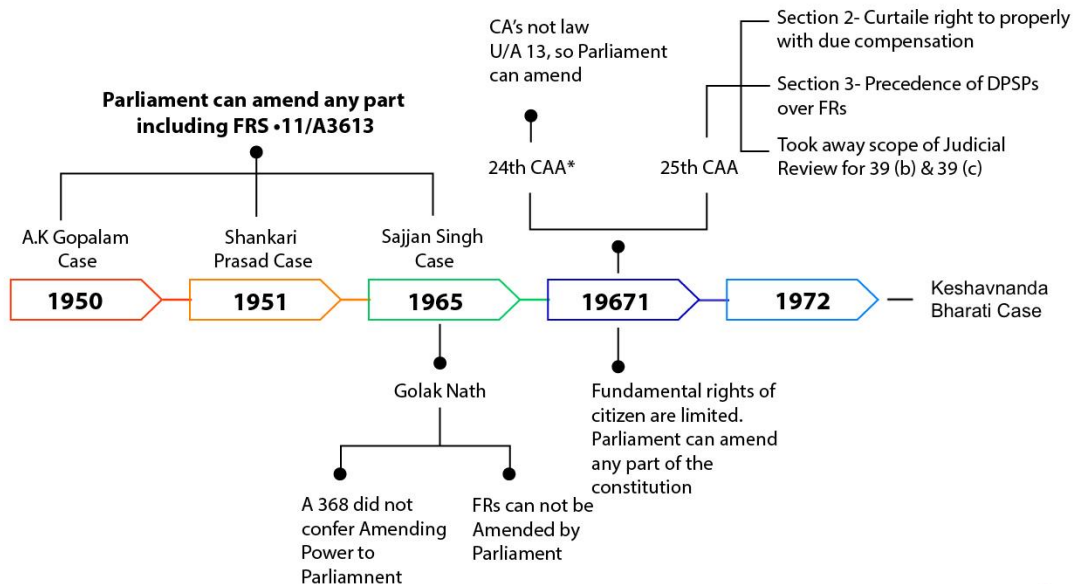 CA's not law
U/A 13, so Parliament
can amend
Section 2- Curtaile right to properly
with due compensation
Section 3- Precedence of DPSPs
over FRs
Took away scope of Judicial
Review for 39 (b) & 39 (c)
Parliament can amend any part
including FRS •11/A3613
24th CAA*
25th CAA
A.K Gopalam
Case
Shankari
Prasad Case
Sajjan Singh
Case
1950
1951
1965
19671
1972
Keshavnanda
Bharati Case
Golak Nath
A 368 did not
confer Amending
Power to
Parliamnent
FRs can not be
Amended by
Parliament
Fundamental rights of
citizen are limited.
Parliament can amend
any part of the
constitution